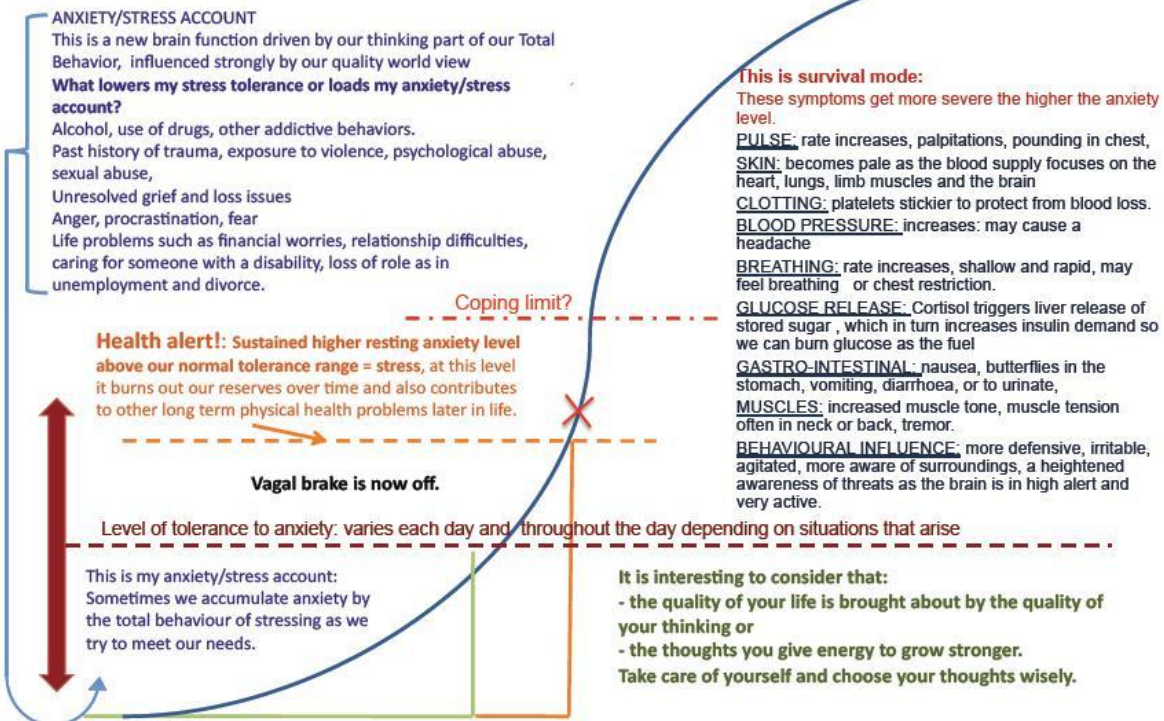 ANXIETY/STRESS ACCOUNT
This is a new brain function driven by our thinking part of our Total
Behavior, influenced strongly by our quality world view
What lowers my stress tolerance or loads my anxiety/stress
account?
Alcohol, use of drugs, other addictive behaviors.
Past history of trauma, exposure to violence, psychological abuse,
sexual abuse,
Unresolved grief and loss issues
Anger, procrastination, fear
Life problems such as financial worries, relationship difficulties,
caring for someone with a disability, loss of role as in
unemployment and divorce.
This is survival mode:
These symptoms get more severe the higher the anxiety
level.
PULSE: rate increases, palpitations, pounding in chest,
SKIN: becomes pale as the blood supply focuses on the
heart, lungs, limb muscles and the brain
CLOTTING: platelets stickier to protect from blood loss.
BLOOD PRESSURE: increases: may cause a
headache
BREATHING: rate increases, shallow and rapid, may
feel breathing or chest restriction.
GLUCOSE RELEASE: Cortisol triggers liver release of
stored sugar , which in turn increases insulin demand so
we can burn glucose as the fuel
GASTRO-INTESTINAL: nausea, butterflies in the
stomach, vomiting, diarrhoea, or to urinate,
MUSCLES: increased muscle tone, muscle tension
often in neck or back, tremor.
BEHAVIOURAL INFLUENCE: more defensive, irritable,
agitated, more aware of surroundings, a heightened
awareness of threats as the brain is in high alert and
very active.
Coping limit?
Health alert!: Sustained higher resting anxiety level
above our normal tolerance range = stress, at this level
it burns out our reserves over time and also contributes
to other long term physical health problems later in life.
Vagal brake is now off.
Level of tolerance to anxiety: varies each day and throughout the day depending on situations that arise
This is my anxiety/stress account:
Sometimes we accumulate anxiety by
the total behaviour of stressing as we
try to meet our needs.
It is interesting to consider that:
- the quality of your life is brought about by the quality of
your thinking or
- the thoughts you give energy to grow stronger.
Take care of yourself and choose your thoughts wisely.